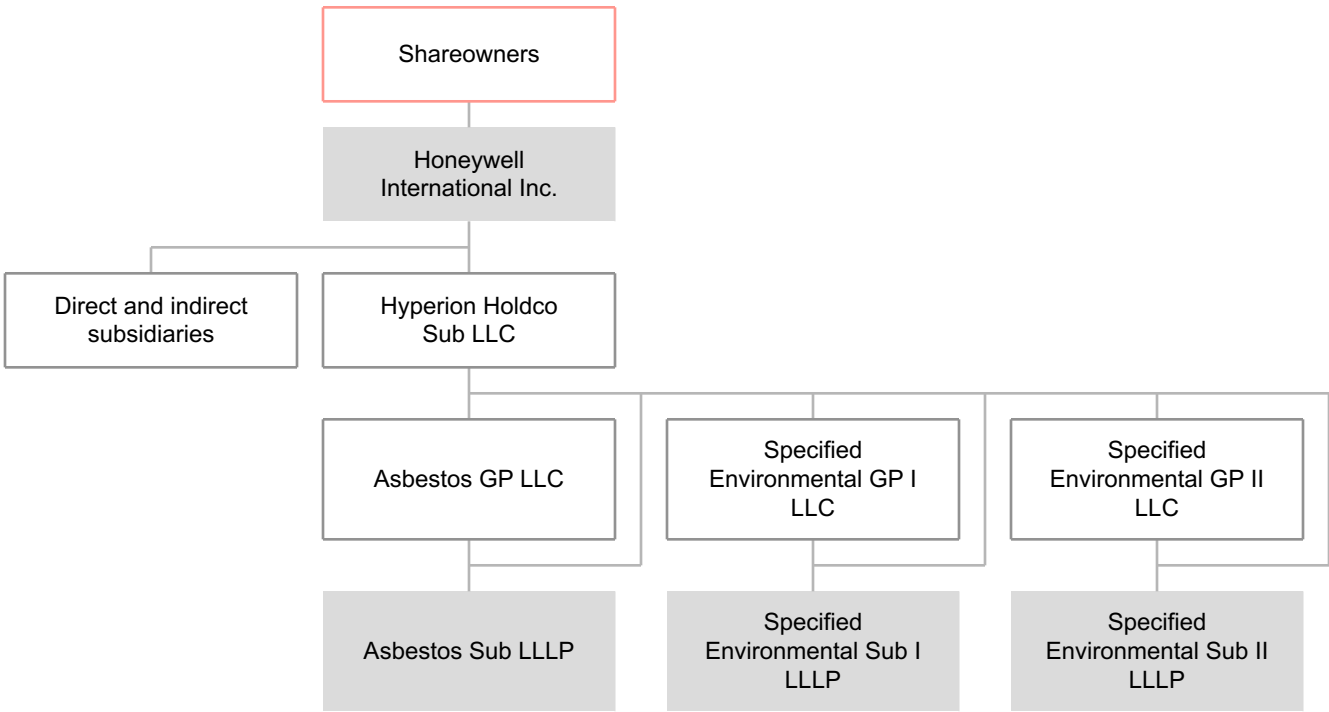 Shareowners
Honeywell
International Inc.
Direct and indirect
subsidiaries
Hyperion Holdco
Sub LLC
Asbestos GP LLC
Specified
Environmental GP I
LLC
Specified
Environmental GP II
LLC
Asbestos Sub LLLP
Specified
Environmental Sub I
LLLP
Specified
Environmental Sub II
LLLP